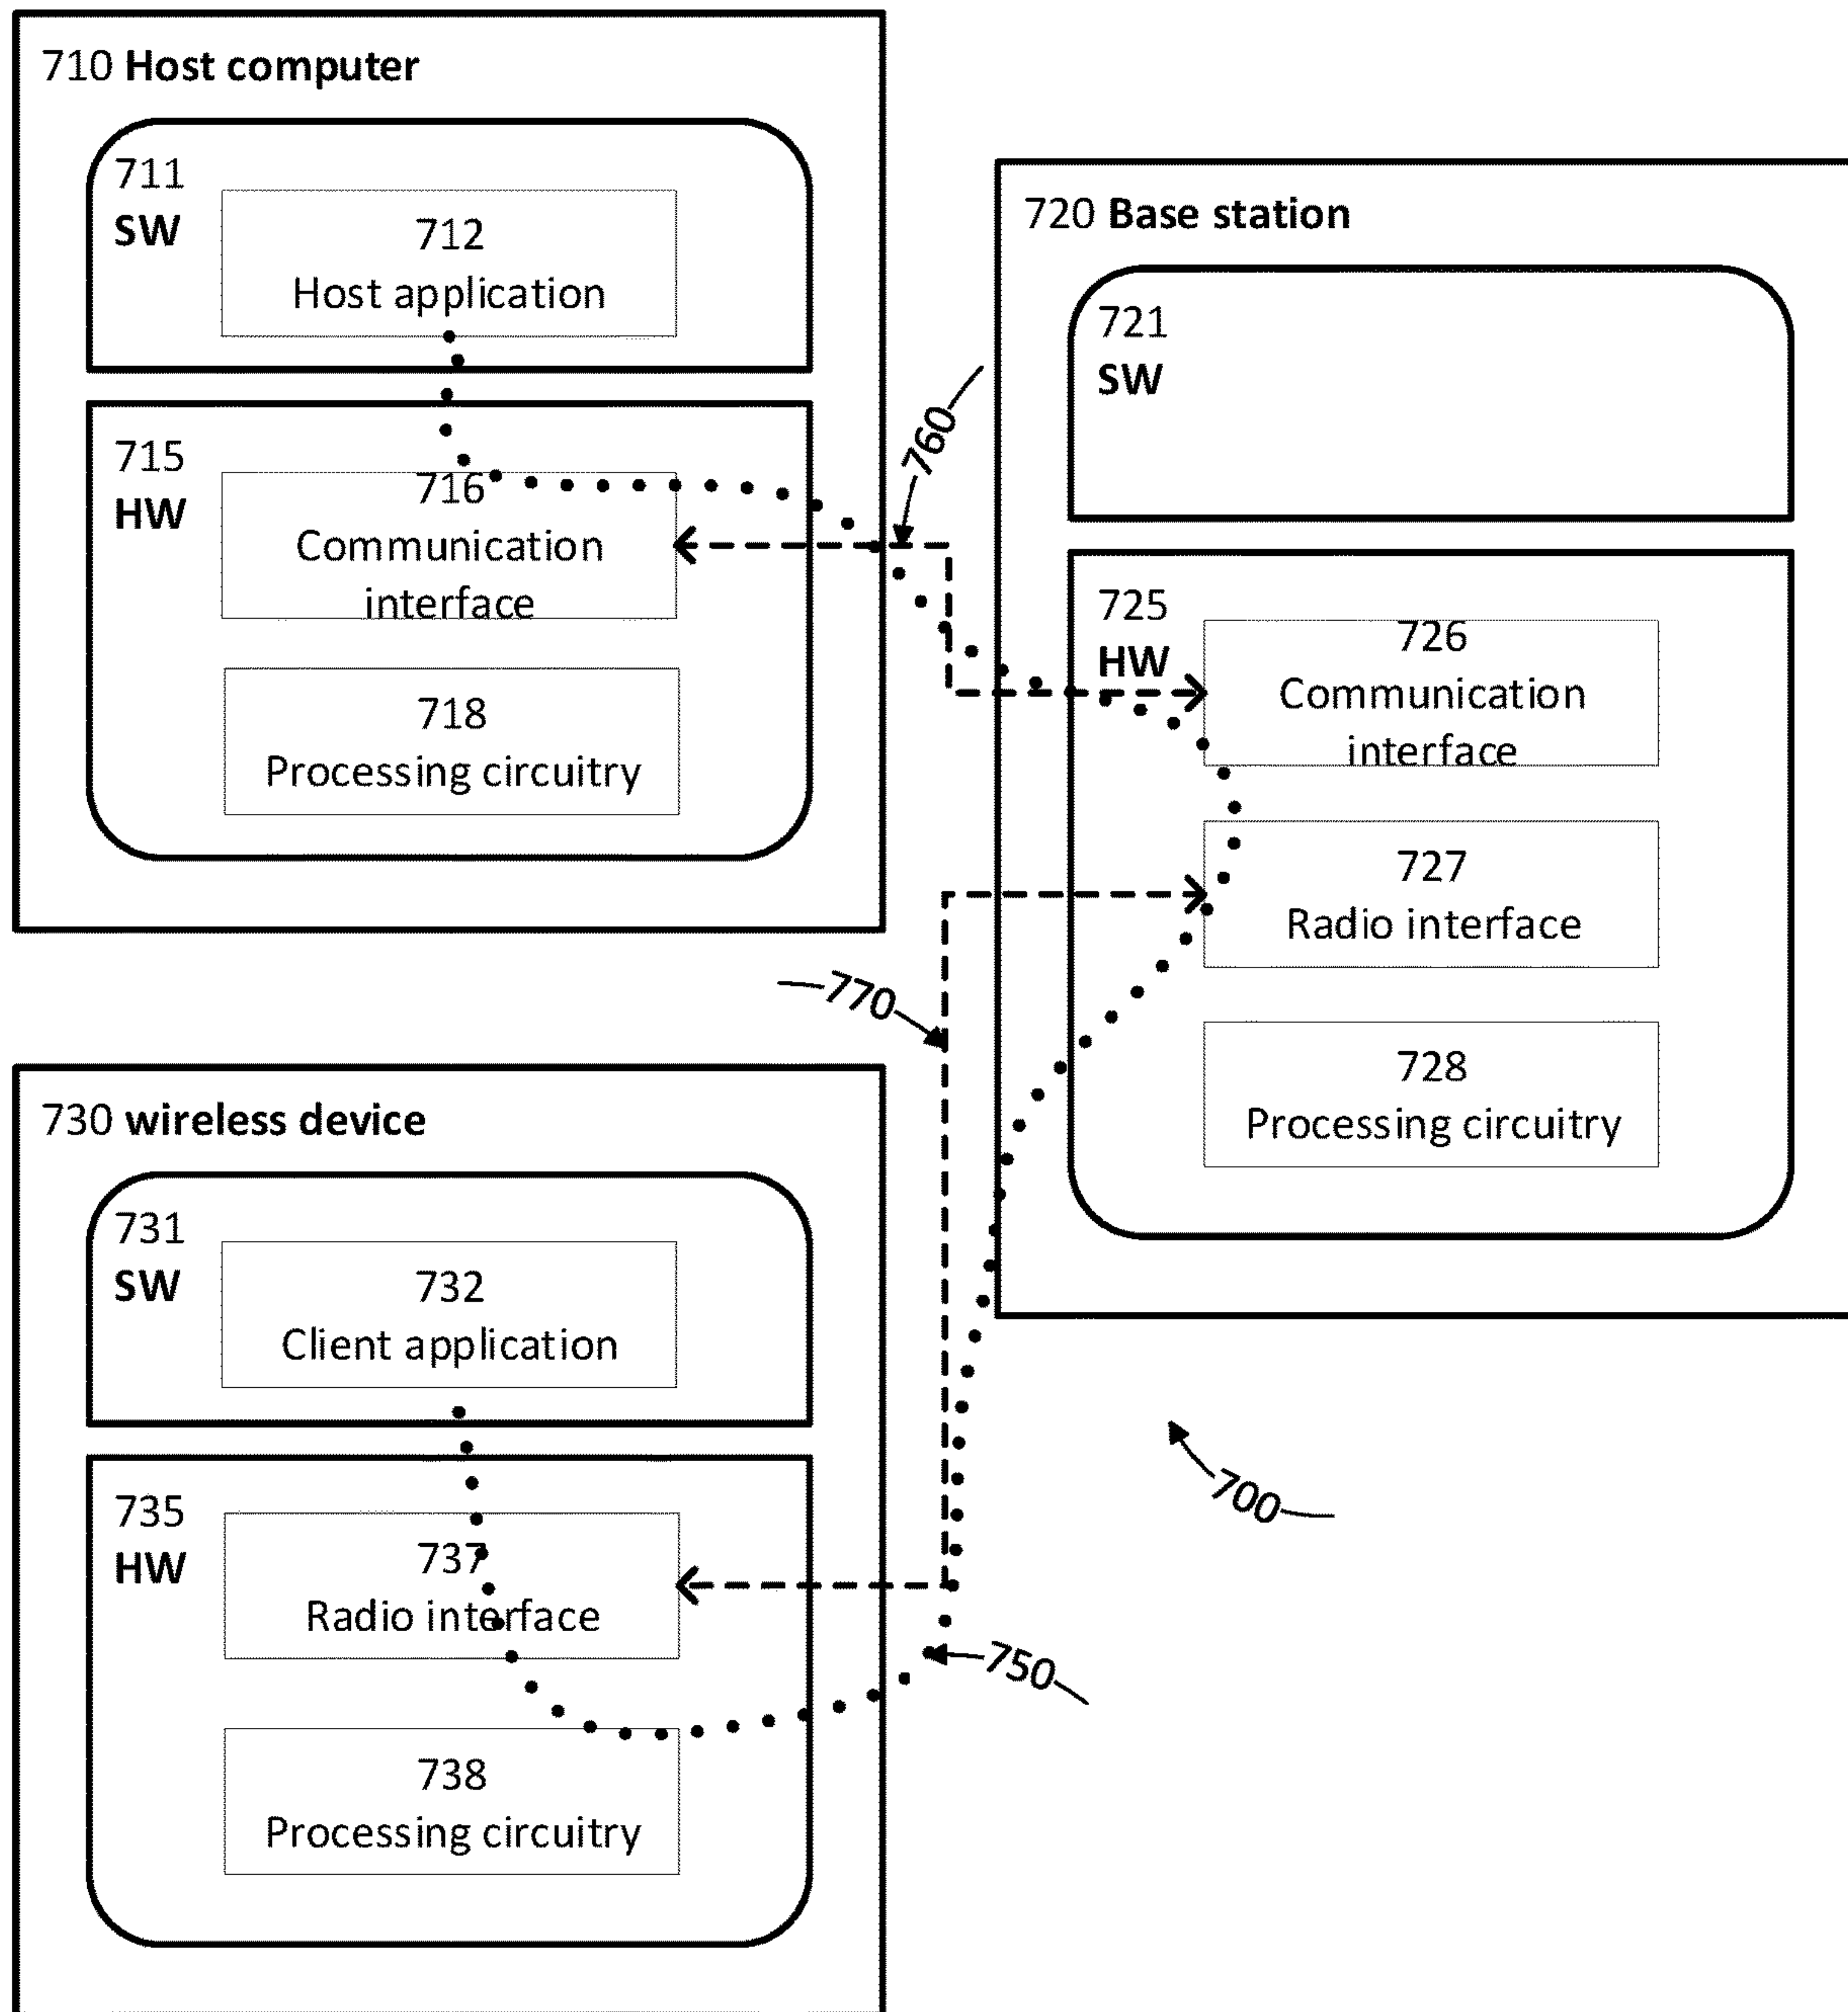 710 Host computer
711
SW
712
Host application
715
HW
716
Communication
interface
718
Processing circuitry
760
720 Base station
721
SW
725
HW
726
Communication
interface
727
Radio interface
728
Processing circuitry
770
730 wireless device
731
SW
732
Client application
735
HW
737
Radio interface
738
Processing circuitry
750
700